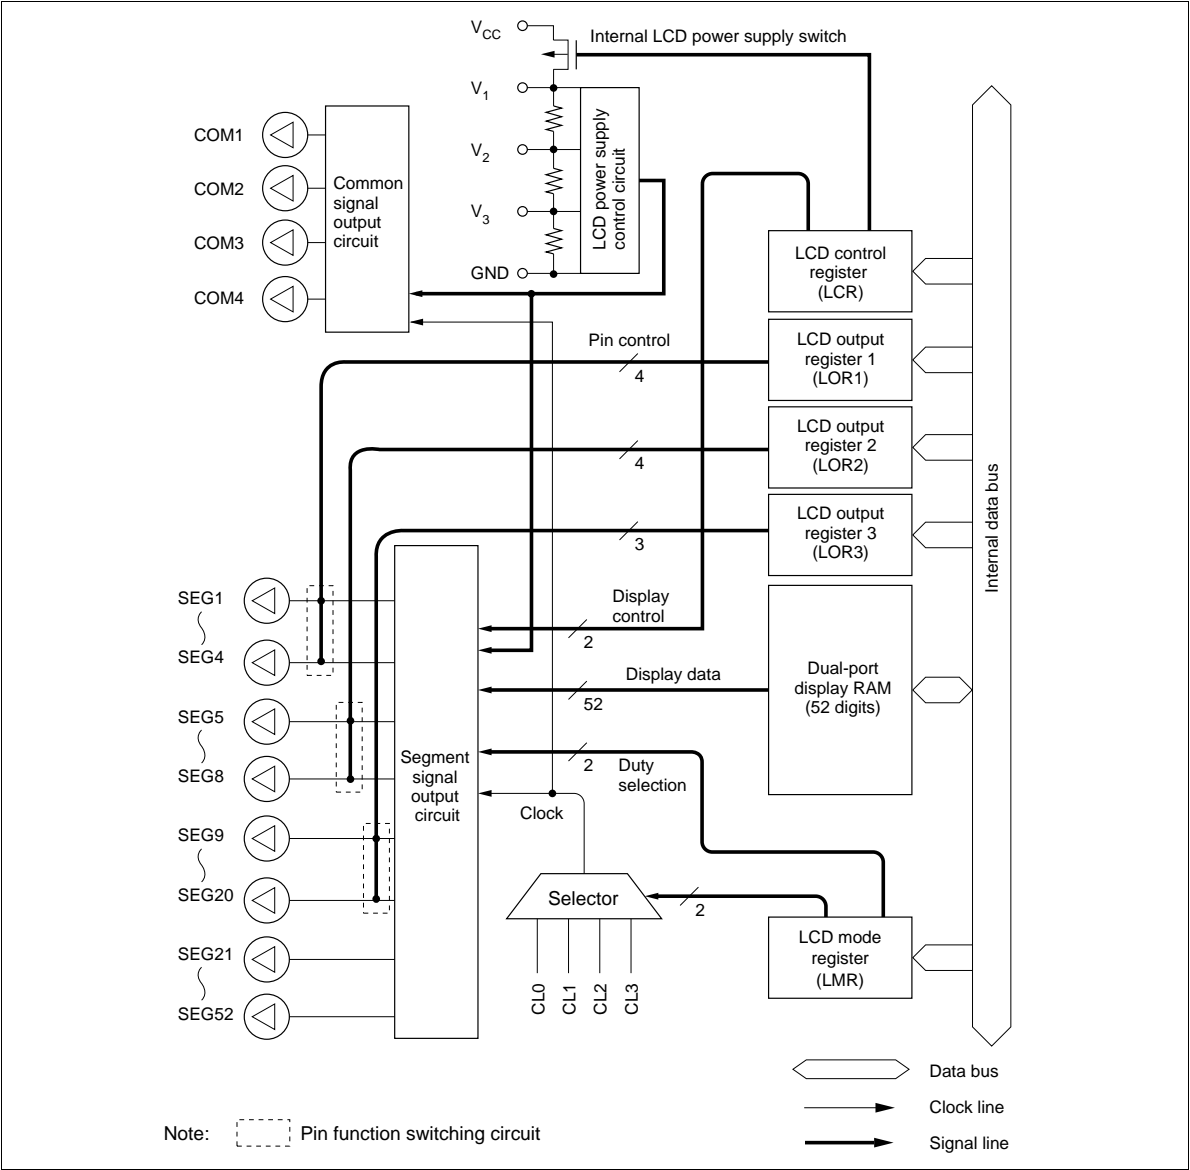 VCC
Internal LCD power supply switch
V1
V2
V3
GND
LCD power supply
control circuit
COM1
COM2
COM3
COM4
Common
signal
output
circuit
LCD control
register
(LCR)
Pin control
4
LCD output
register 1
(LOR1)
4
LCD output
register 2
(LOR2)
3
LCD output
register 3
(LOR3)
Internal data bus
SEG1
SEG4
SEG5
SEG8
SEG9
SEG20
SEG21
SEG52
Segment
signal
output
circuit
Display
control
2
Display data
52
Dual-port
display RAM
(52 digits)
2
Duty
selection
Clock
Selector
2
CL0
CL1
CL2
CL3
LCD mode
register
(LMR)
Data bus
Clock line
Signal line
Note:
Pin function switching circuit